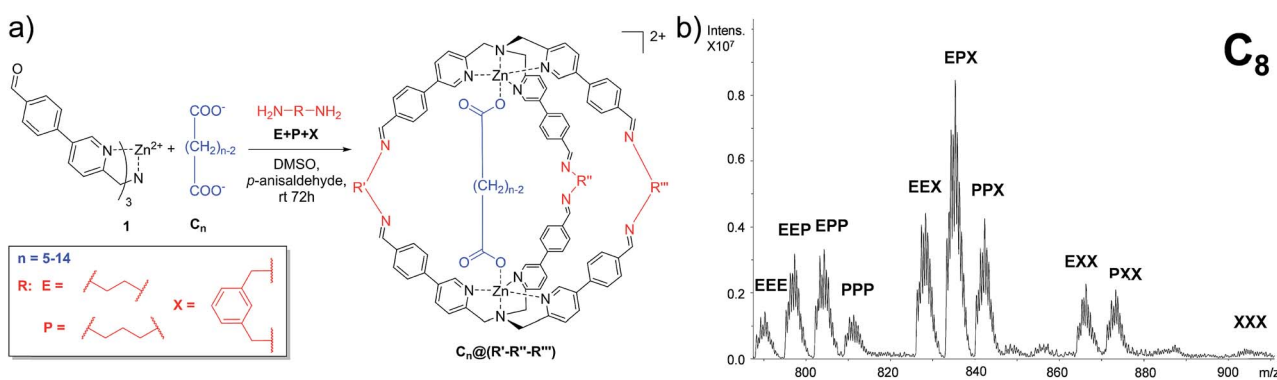 a)
O
N
Zn²⁺ +
N
3
1
COO⁻
(CH₂)n-2
COO⁻
Cn
H₂N–R–NH₂
E+P+X
DMSO,
p-anisaldehyde,
rt 72h
n = 5-14
R: E =
P =
X =
2+
N
N
Zn
N
N
O
O
N
N
N
R'
(CH₂)n-2
R''
R'''
N
N
N
O
O
N
N
Zn
N
N
Cn@(R'-R''-R''')
b)
Intens.
X10⁷
C₈
0.8
0.6
0.4
0.2
0.0
EEE
EEP
EPP
PPP
EEX
EPX
PPX
EXX
PXX
XXX
800
820
840
860
880
900
m/z